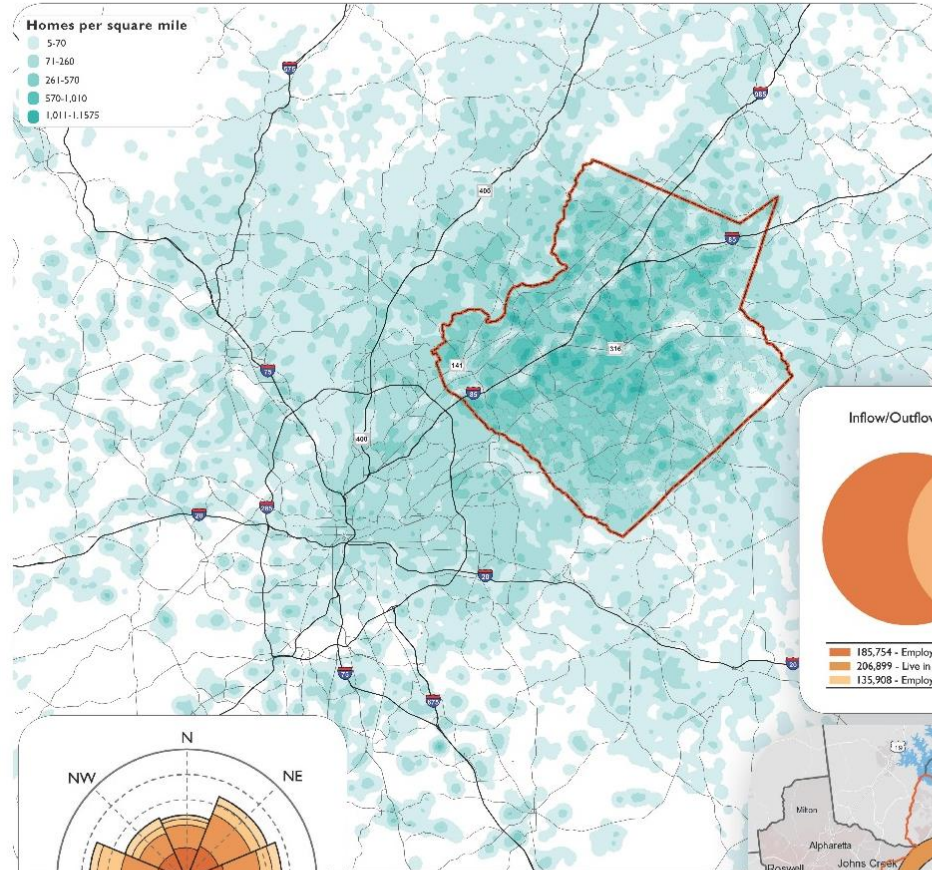 Homes per square mile
5-70
71-260
261-570
570-1,010
1,011-1,1575
575
985
400
85
141
316
75
85
400
20
285
20
20
75
675
Inflow/Outflow
185,754 - Employ
206,899 - Live in
135,908 - Employ
N
NW
NE
19
Milton
Alpharetta
Johns Creek
Roswell